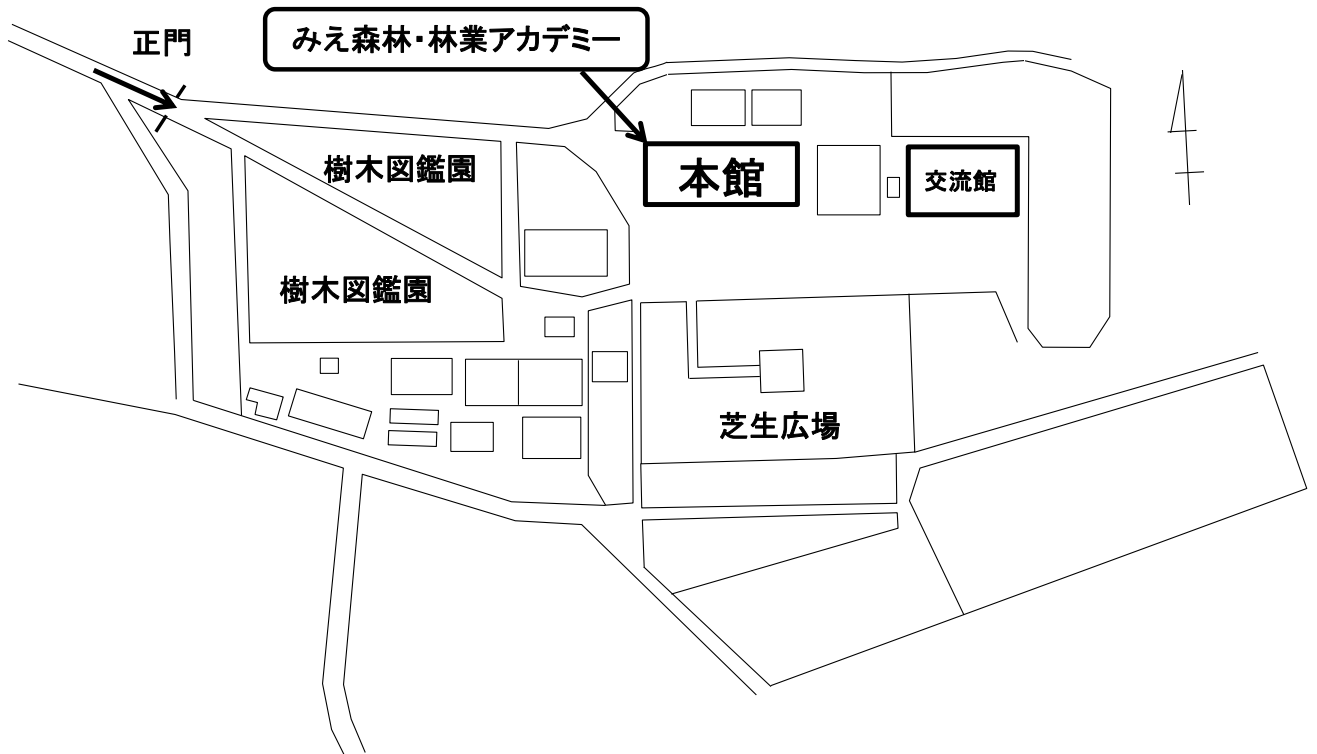 正門
みえ森林・林業アカデミー
樹木図鑑園
本館
交流館
樹木図鑑園
芝生広場